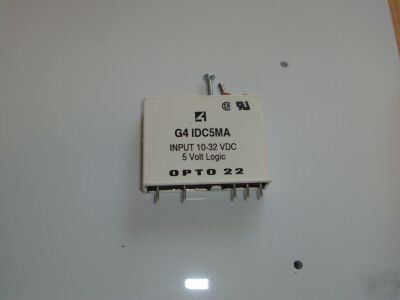 G4 IDC5MA
INPUT 10-32 VDC
5 Volt Logic
OPTO 22